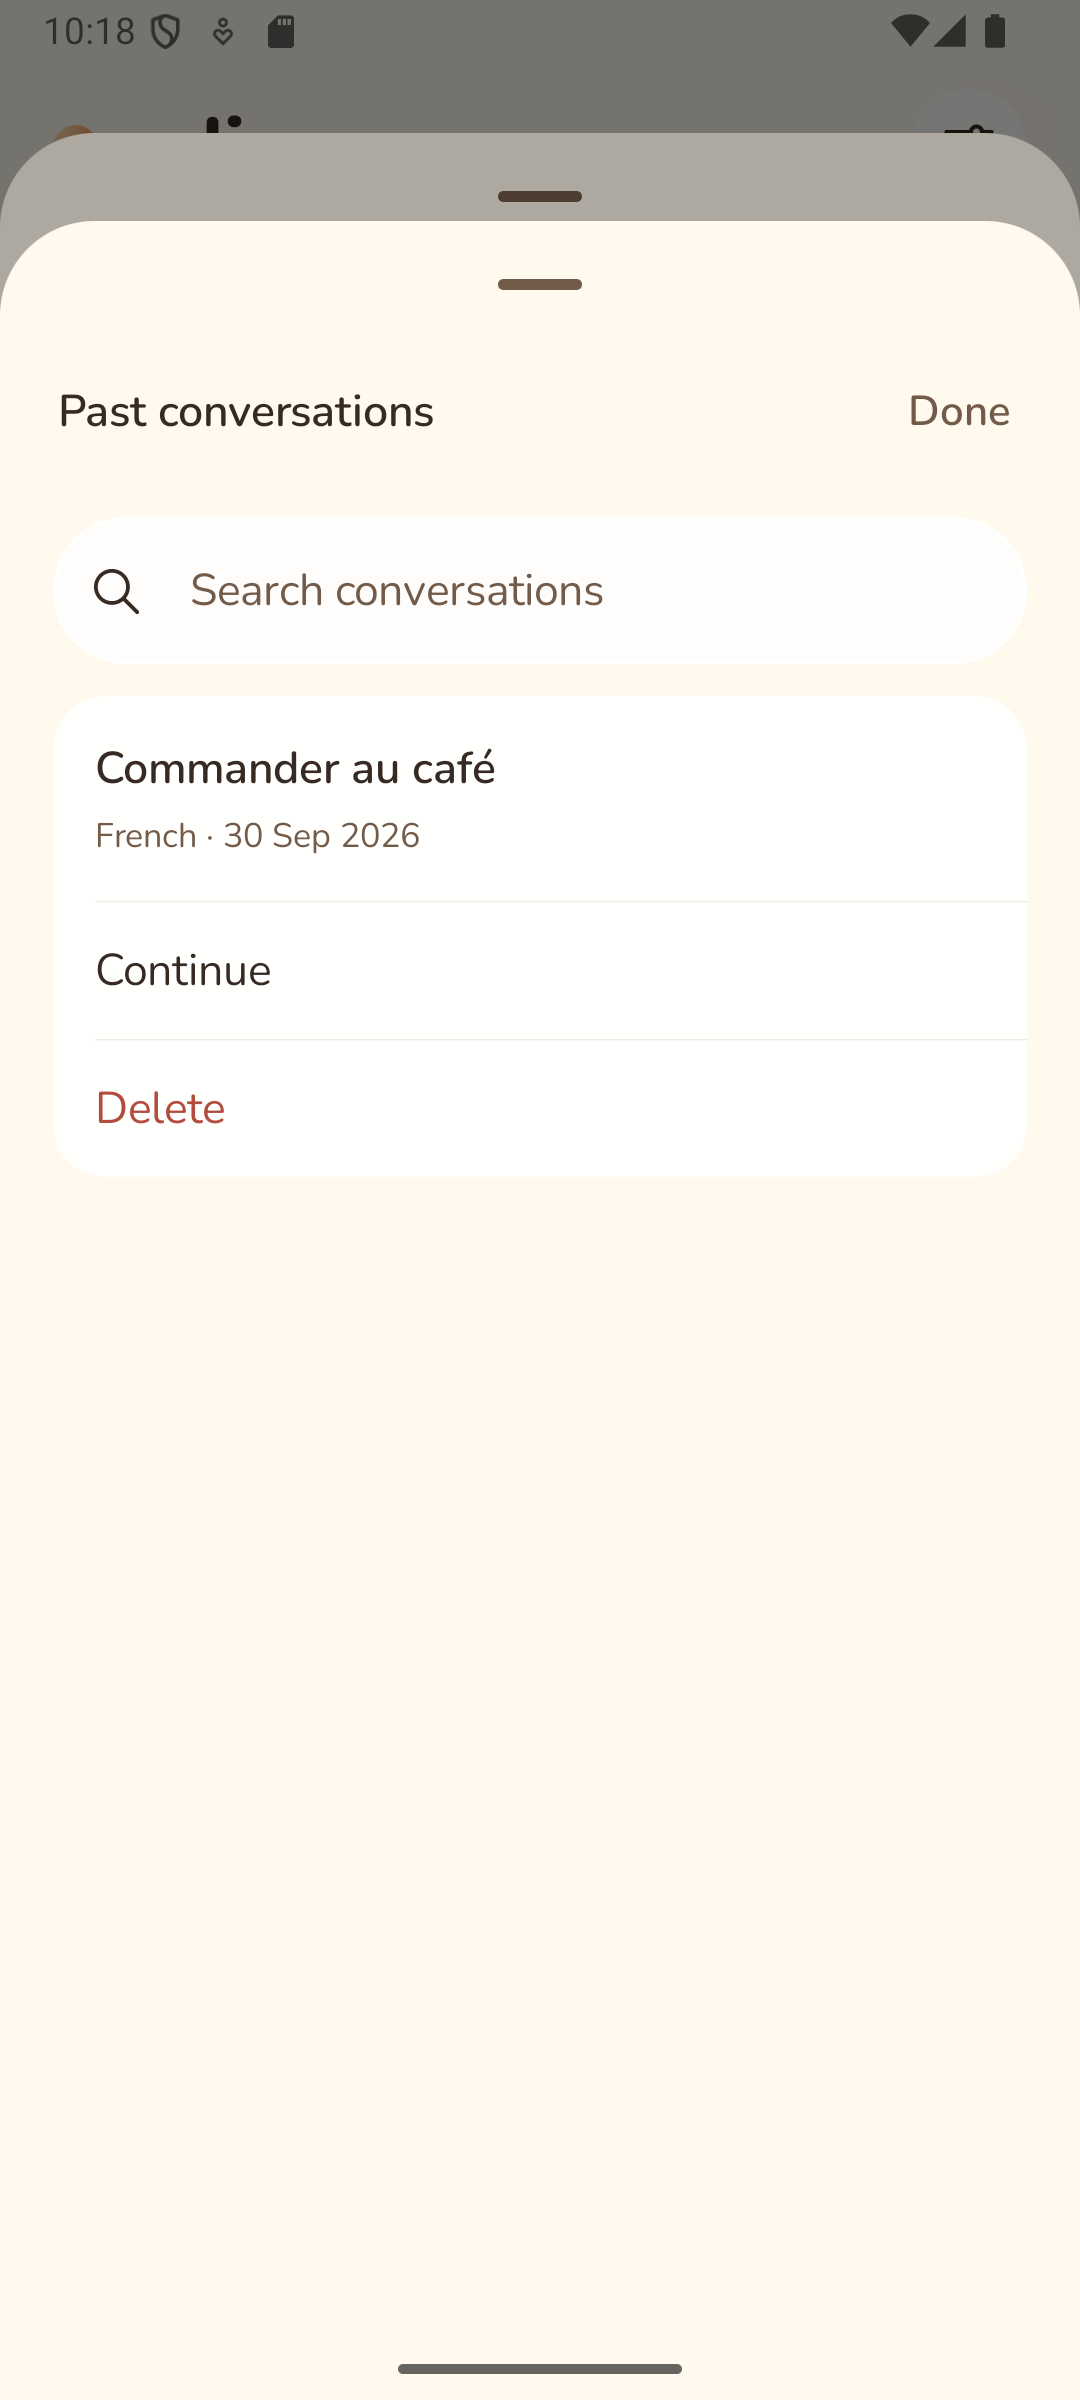 10:18
Past conversations
Done
Search conversations
Commander au café
French · 30 Sep 2026
Continue
Delete